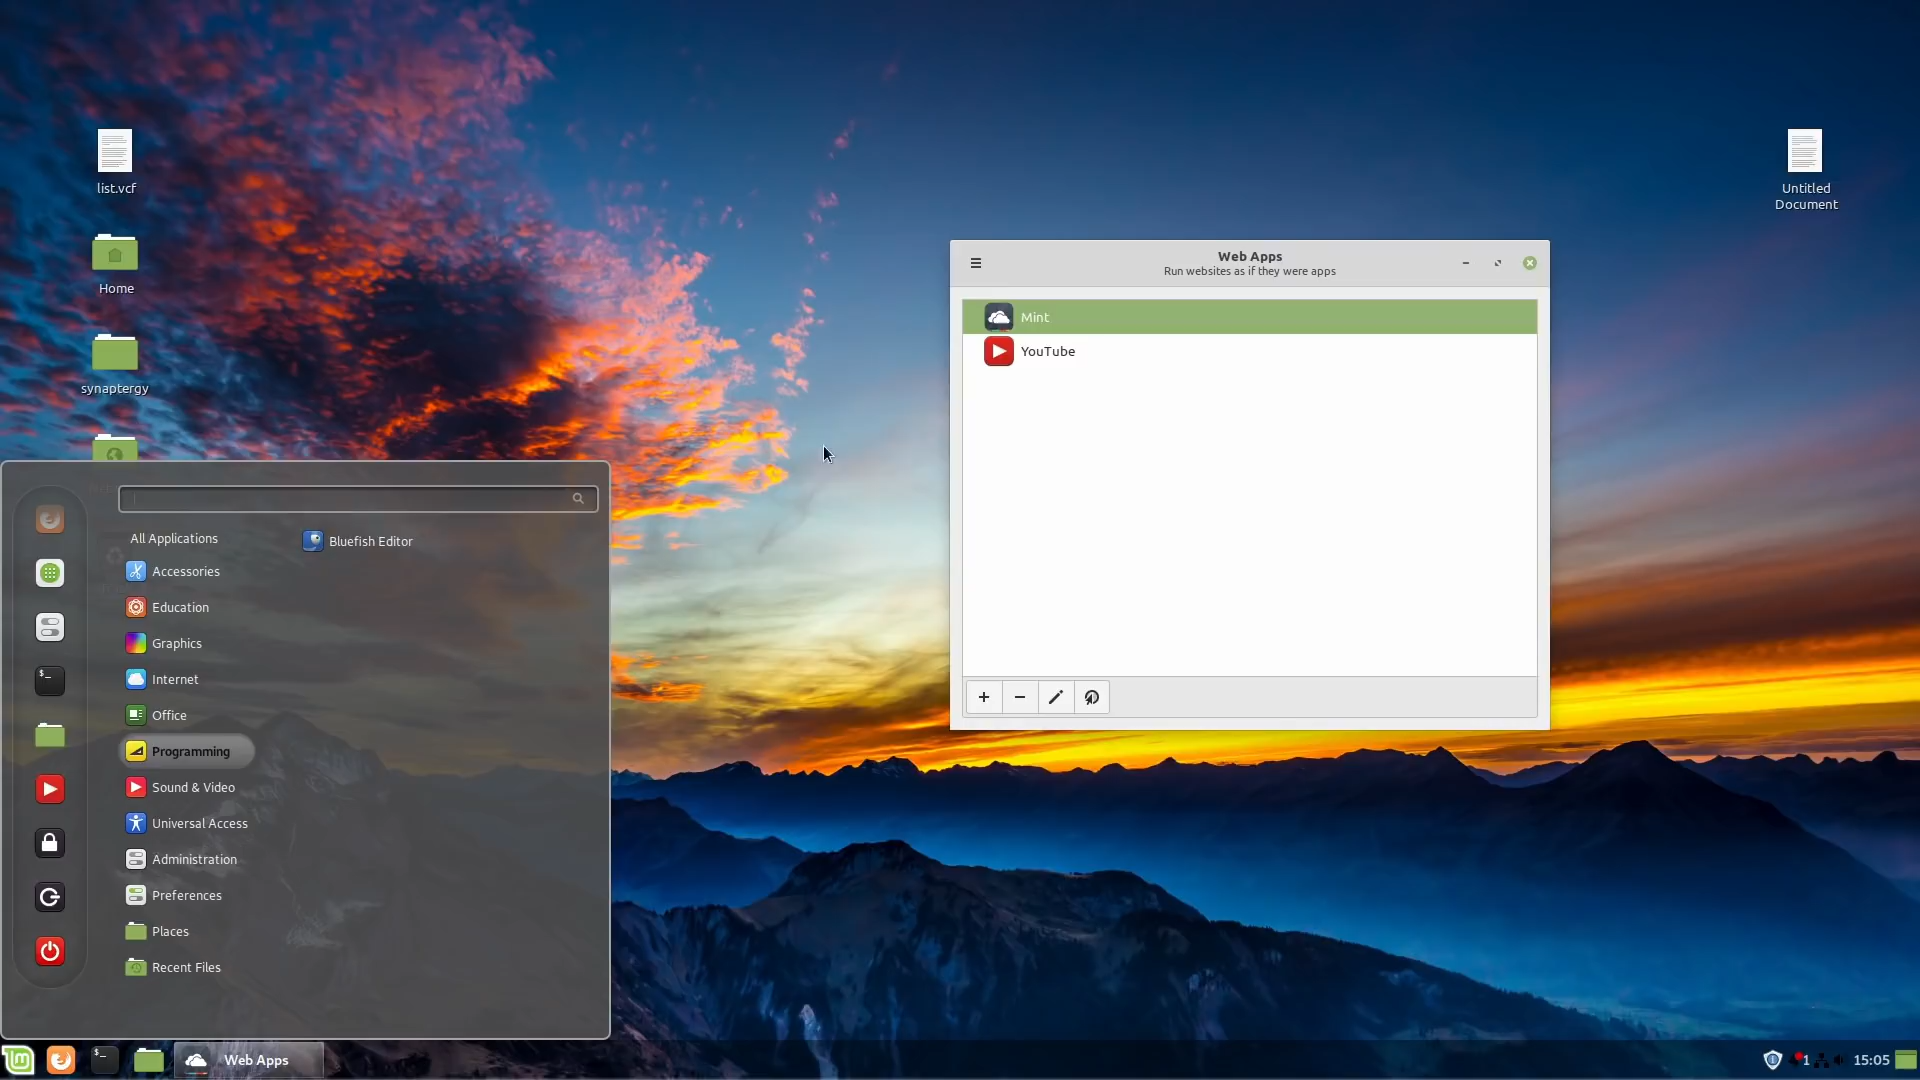 list.vcf
Home
synaptergy
Untitled
Document
Web Apps
Run websites as if they were apps
Mint
YouTube
All Applications
Bluefish Editor
Accessories
Education
Graphics
Internet
Office
Programming
Sound & Video
Universal Access
Administration
Preferences
Places
Recent Files
Web Apps
1
15:05